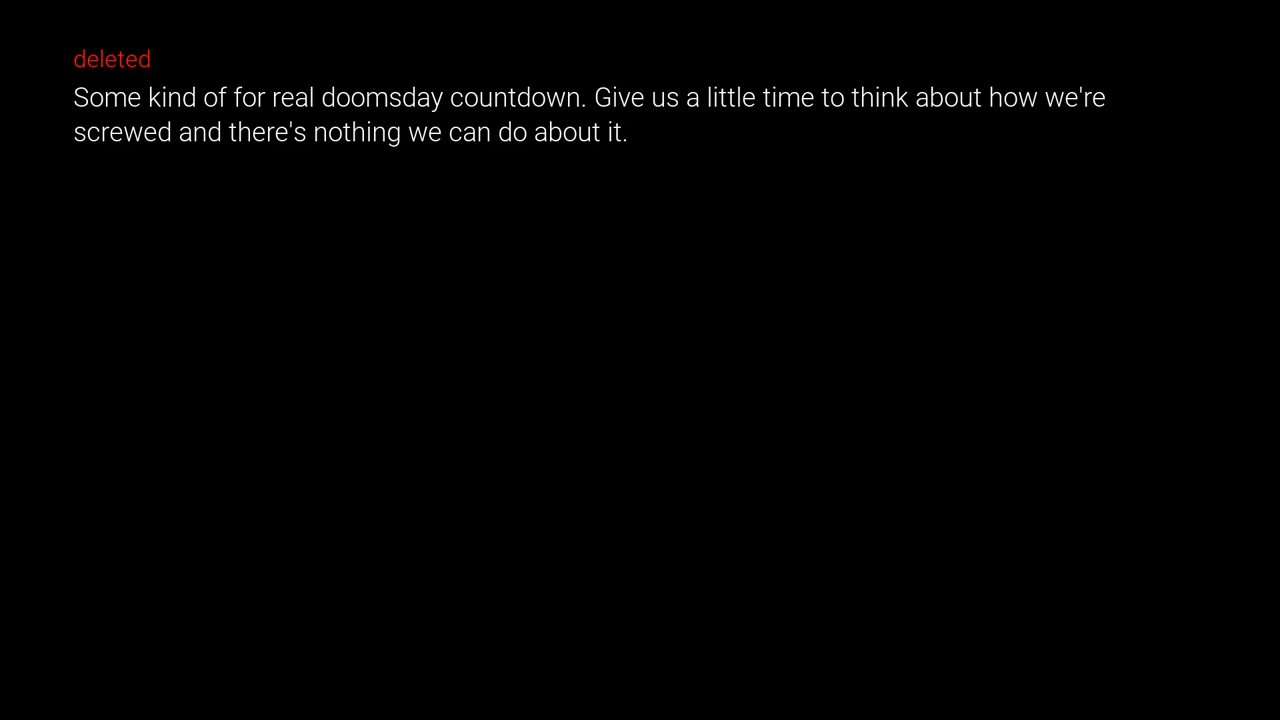 deleted
Some kind of for real doomsday countdown. Give us a little time to think about how we're
screwed and there's nothing we can do about it.